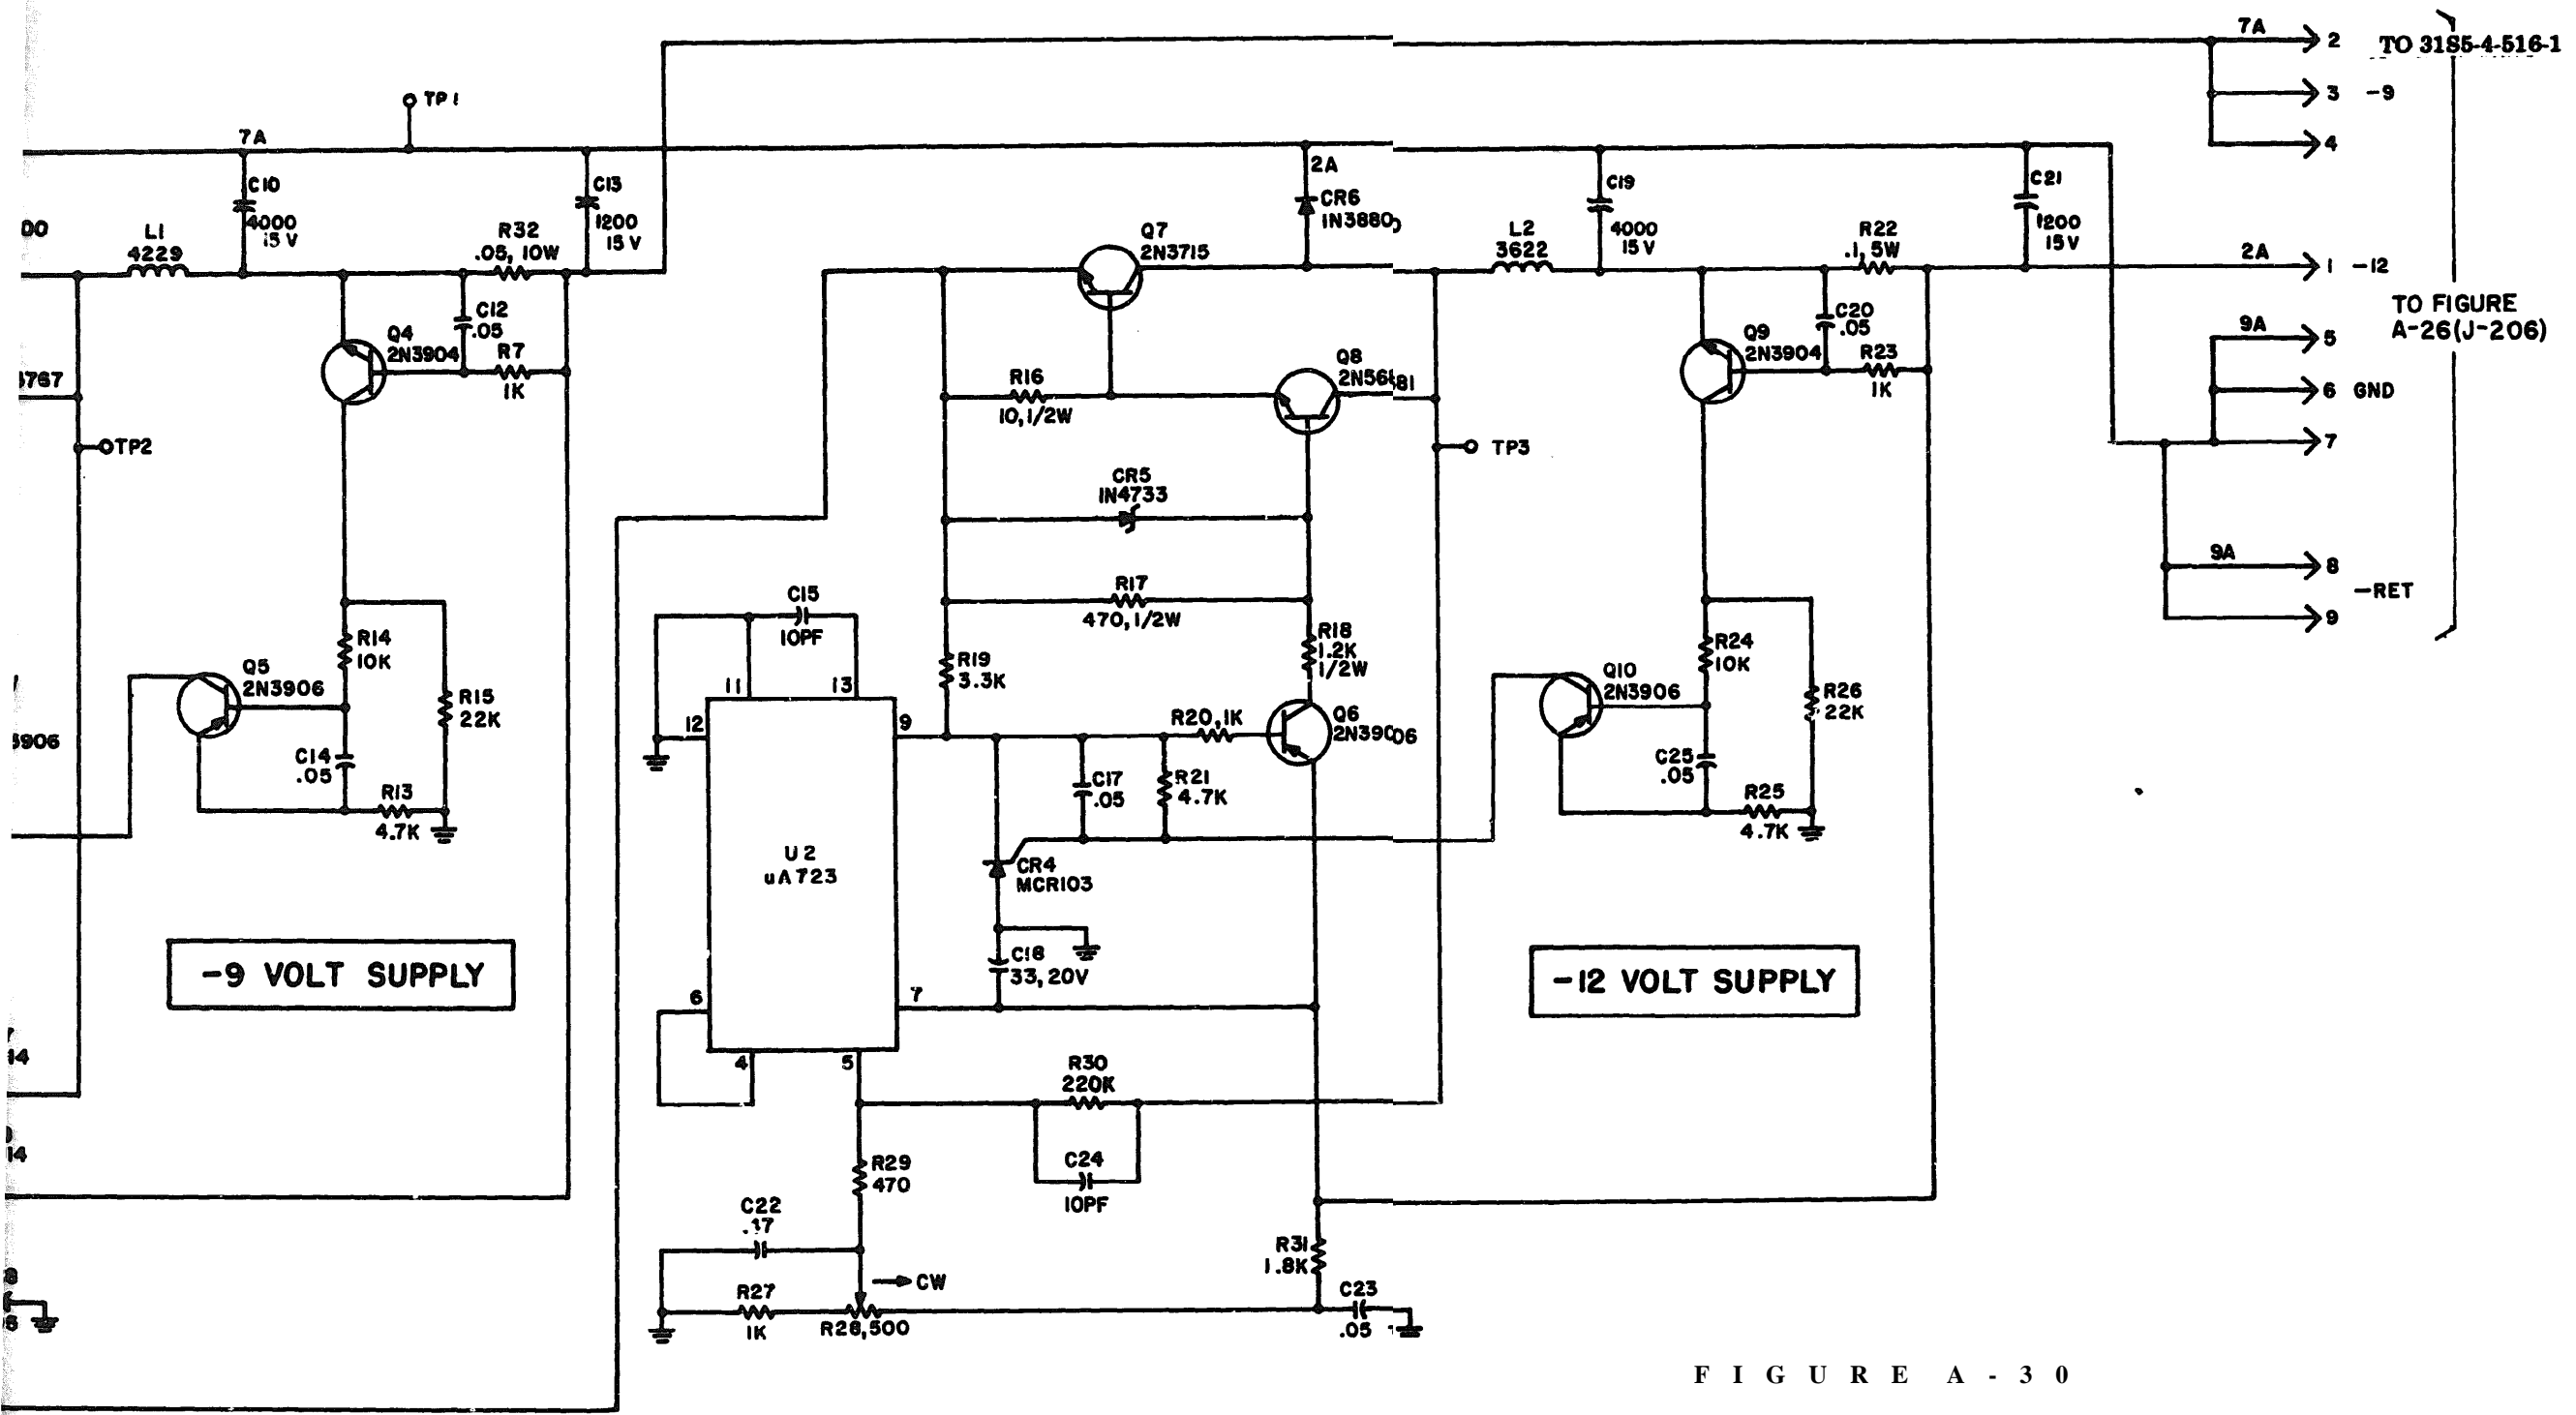 7A
2
TO 3185-4-516-1
3 -9
4
TP1
7A
C10
4000
15 V
C13
1200
15 V
L1
4229
R32
.05, 10W
Q4
2N3904
C12
.05
R7
1K
TP2
Q5
2N3906
R14
10K
R15
22K
C14
.05
R13
4.7K
-9 VOLT SUPPLY
2A
CR6
1N3880
Q7
2N3715
Q8
2N5681
R16
10, 1/2W
CR5
1N4733
R17
470, 1/2W
R18
1.2K
1/2W
R19
3.3K
C15
10PF
11
13
12
9
R20, 1K
Q6
2N3906
C17
.05
R21
4.7K
U2
uA723
CR4
MCR103
C18
33, 20V
6
7
4
5
R30
220K
C24
10PF
R29
470
C22
CW
R27
1K
R28, 500
R31
1.8K
C23
.05
L2
3622
C19
4000
15 V
R22
.1, 5W
C21
1200
15 V
2A
1 -12
TO FIGURE
A-26(J-206)
Q9
2N3904
C20
.05
R23
1K
TP3
9A
5
6 GND
7
9A
8
-RET
9
Q10
2N3906
R24
10K
R26
22K
C25
.05
R25
4.7K
-12 VOLT SUPPLY
FIGURE A-30